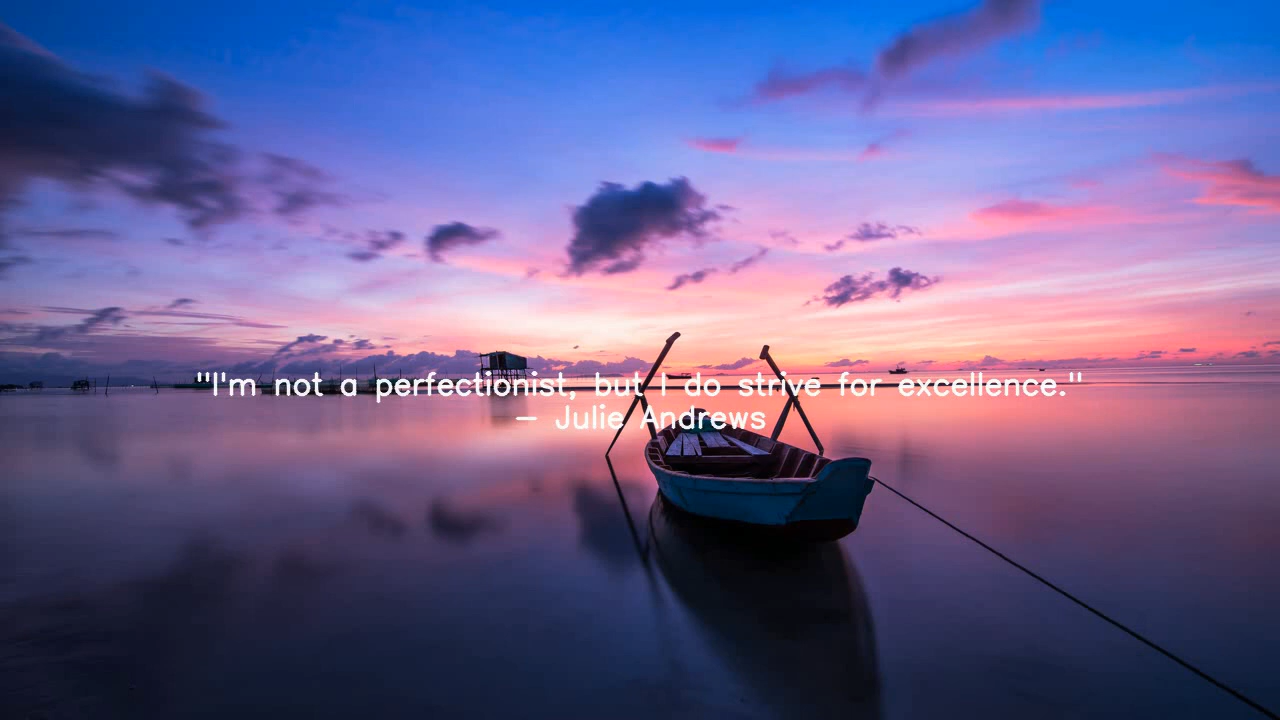 "I'm not a perfectionist, but I do strive for excellence."
— Julie Andrews